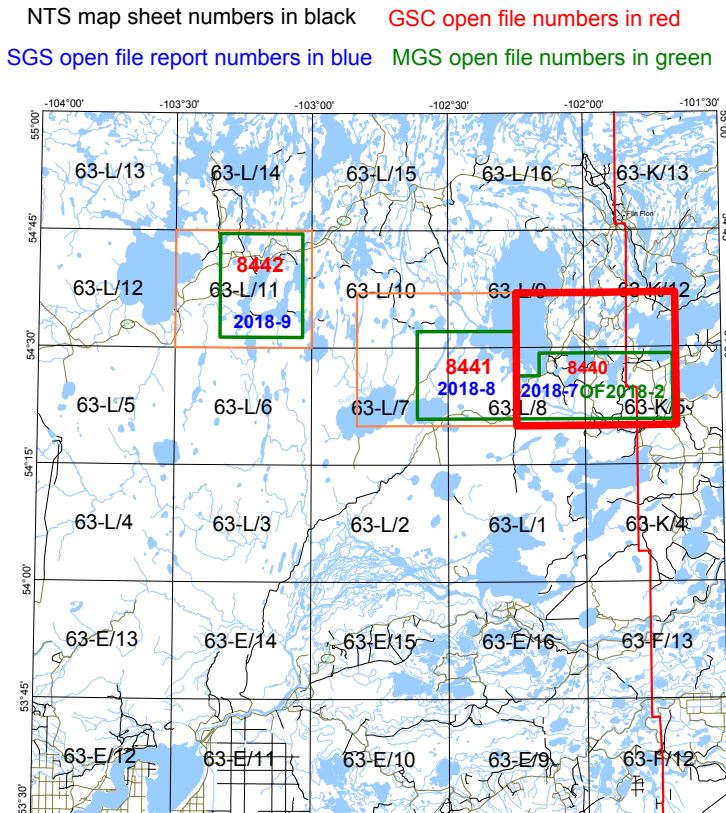 NTS map sheet numbers in black GSC open file numbers in red
SGS open file report numbers in blue MGS open file numbers in green
-104°00' -103°30' -103°00' -102°30' -102°00' -101°30'
55°00'
63-L/13 63-L/14 63-L/15 63-L/16 63-K/13
Flin Flon
54°45'
8442
63-L/12 63-L/11 63-L/10 63-L/9 63-K/12
2018-9
54°30'
8441 8440
2018-8 2018-7 OF2018-2
63-L/5 63-L/6 63-L/7 63-L/8 63-K/5
54°15'
63-L/4 63-L/3 63-L/2 63-L/1 63-K/4
54°00'
63-E/13 63-E/14 63-E/15 63-E/16 63-F/13
53°45'
63-E/12 63-E/11 63-E/10 63-E/9 63-F/12
53°30'